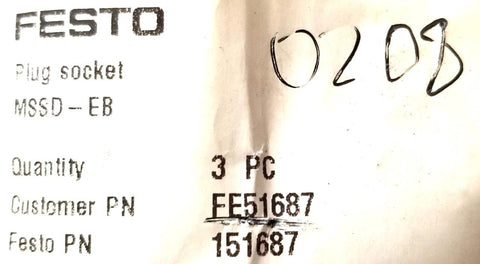 FESTO
0208
Plug socket
MSSD-EB
Quantity 3 PC
Customer PN FE51687
Festo PN 151687